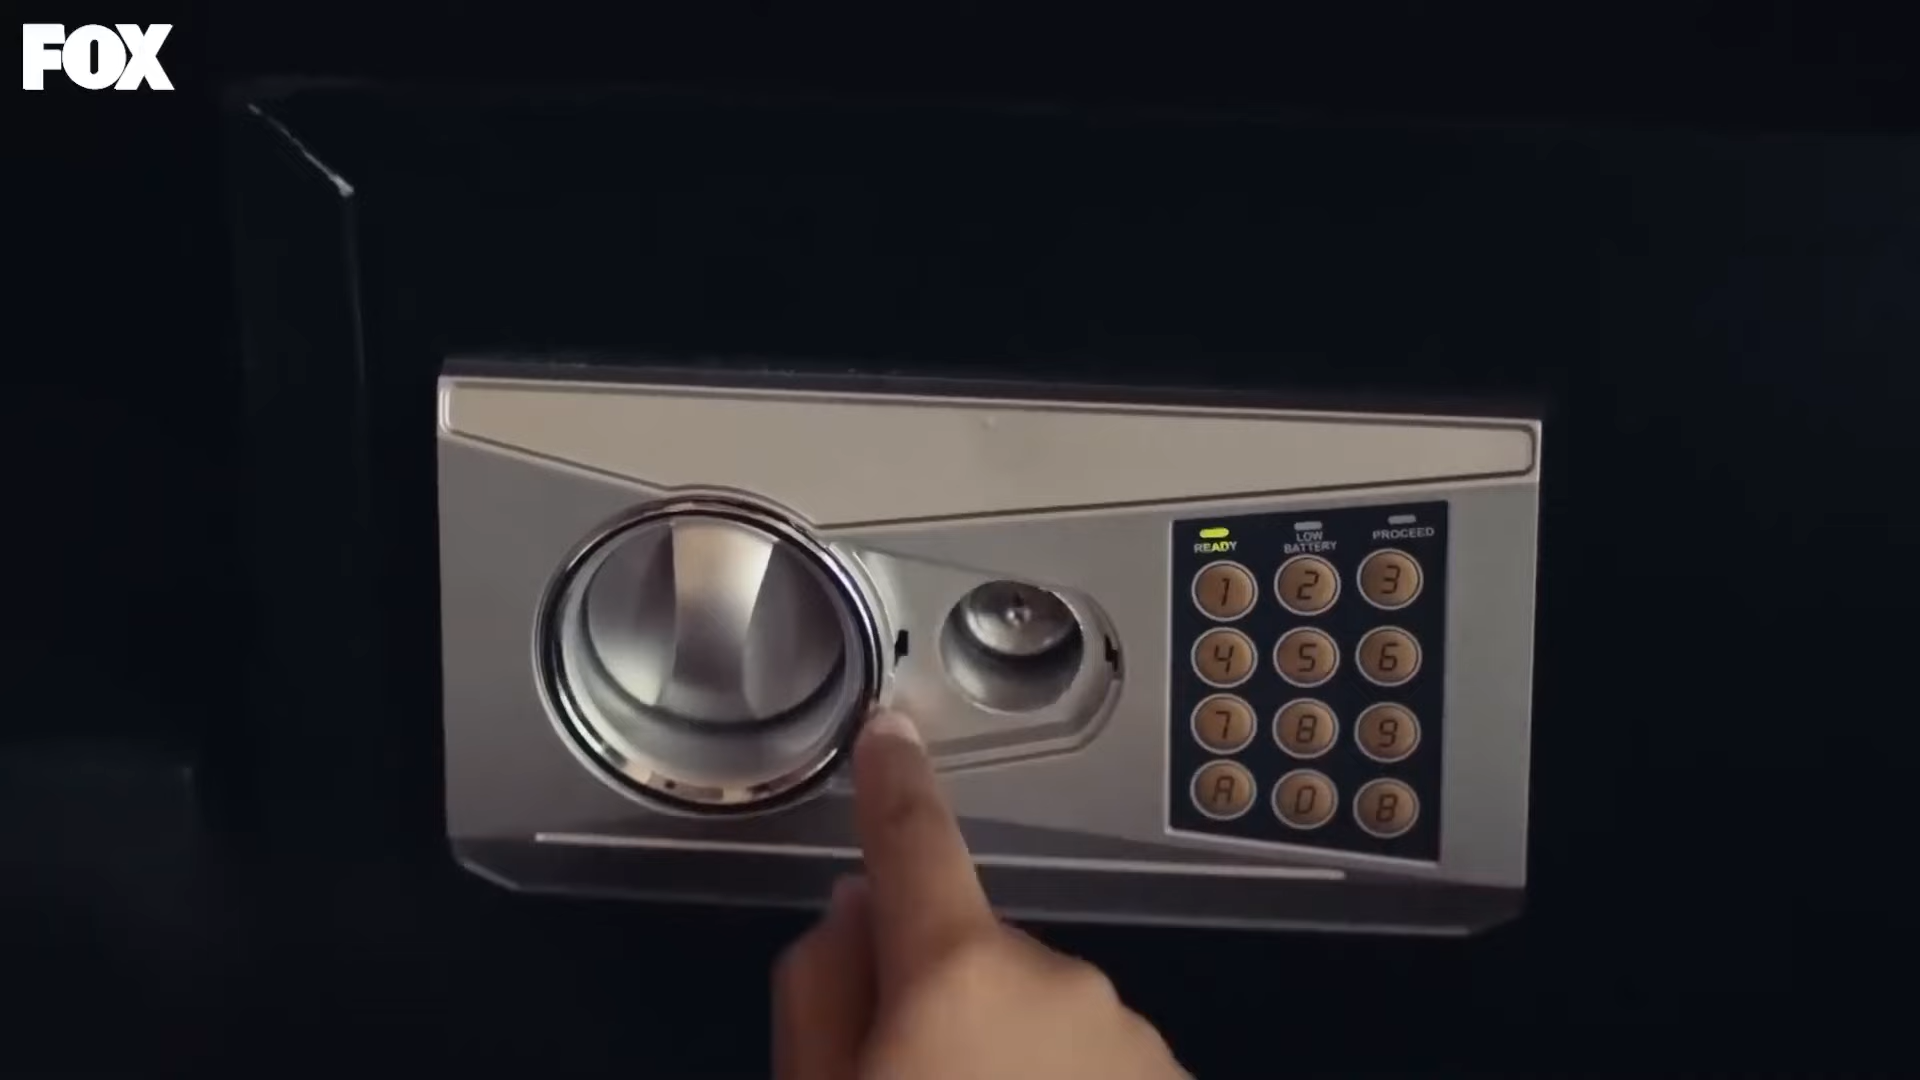 FOX
READY
LOW
BATTERY
PROCEED
1 2 3
4 5 6
7 8 9
A 0 B